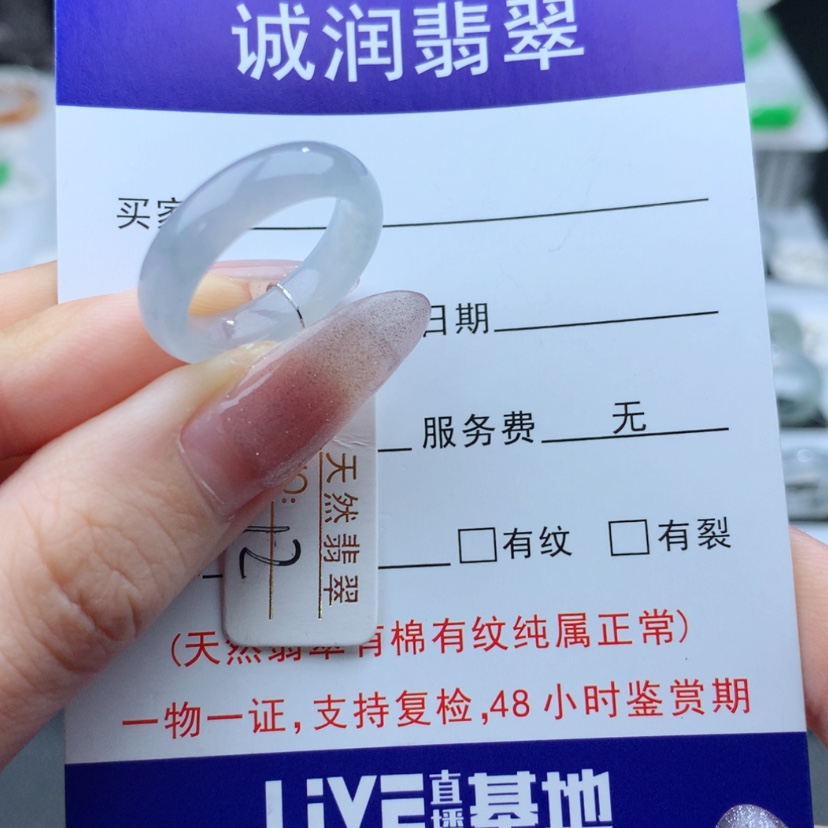 诚润翡翠
买家
日期
服务费 无
□有纹 □有裂
天然翡翠
NO: 12
(天然翡翠有棉有纹纯属正常)
一物一证,支持复检,48小时鉴赏期
LiVE直播基地